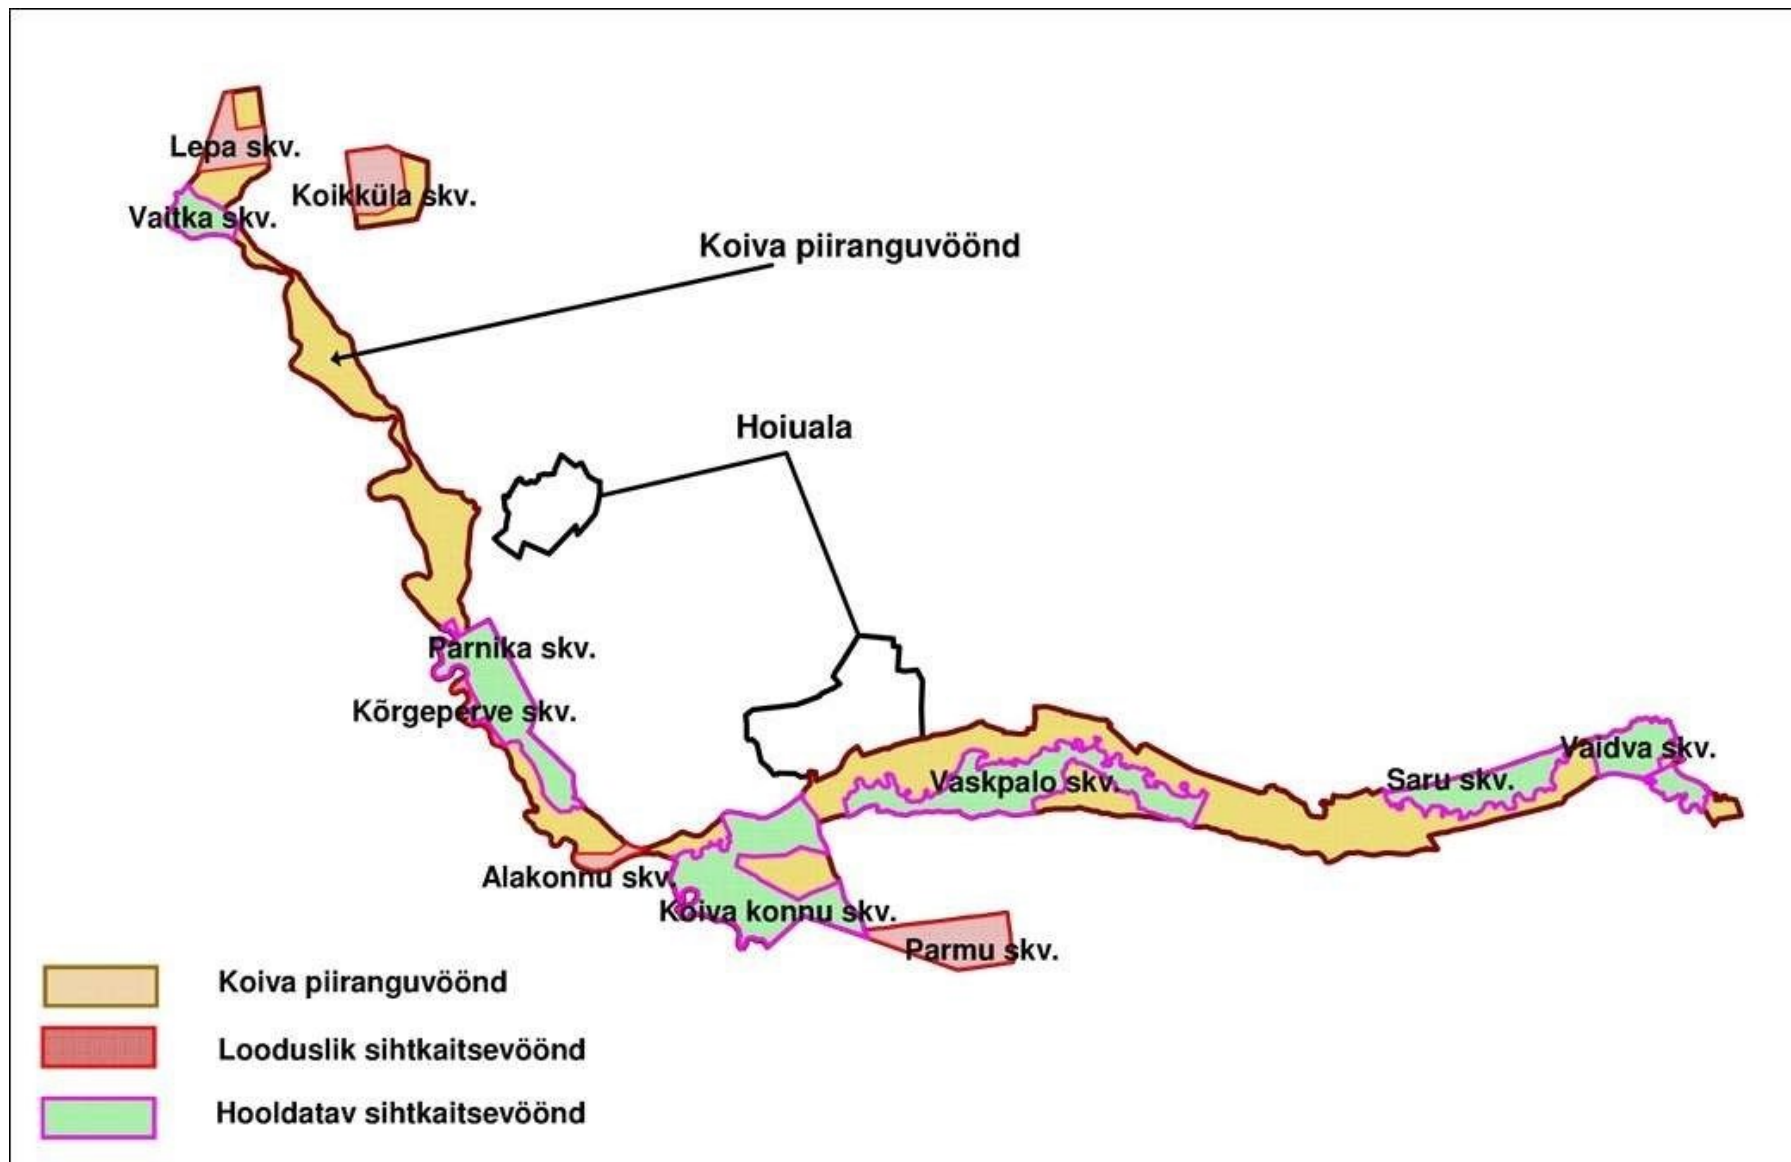 Lepa skv.
Koikküla skv.
Vaitka skv.
Koiva piiranguvöönd
Hoiuala
Parnika skv.
Kõrgeperve skv.
Vaidva skv.
Saru skv.
Vaskpalo skv.
Alakonnu skv.
Koiva konnu skv.
Parmu skv.
Koiva piiranguvöönd
Looduslik sihtkaitsevöönd
Hooldatav sihtkaitsevöönd